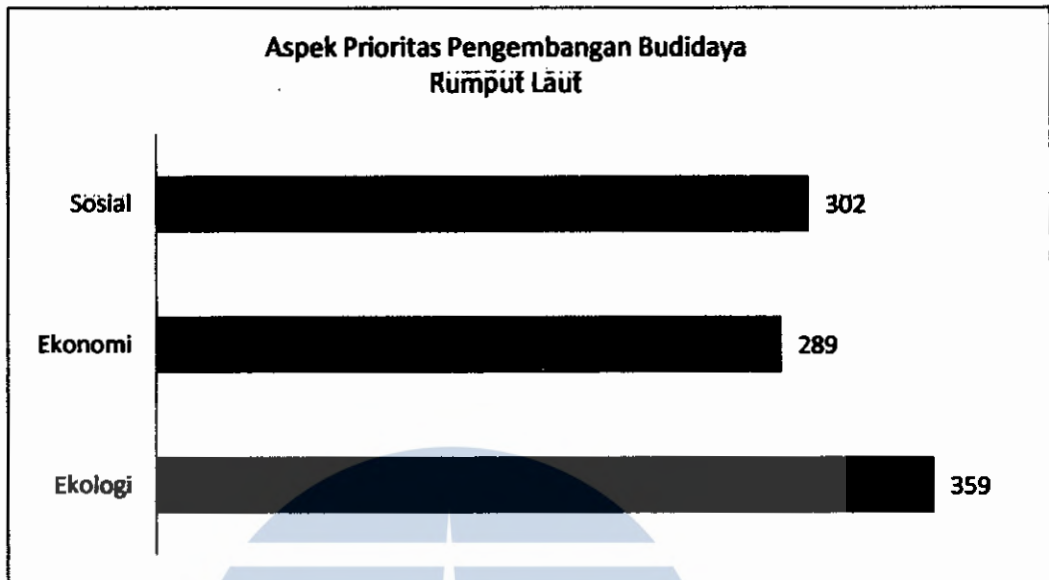 Aspek Prioritas Pengembangan Budidaya
Rumput Laut
Sosial
302
Ekonomi
289
Ekologi
359